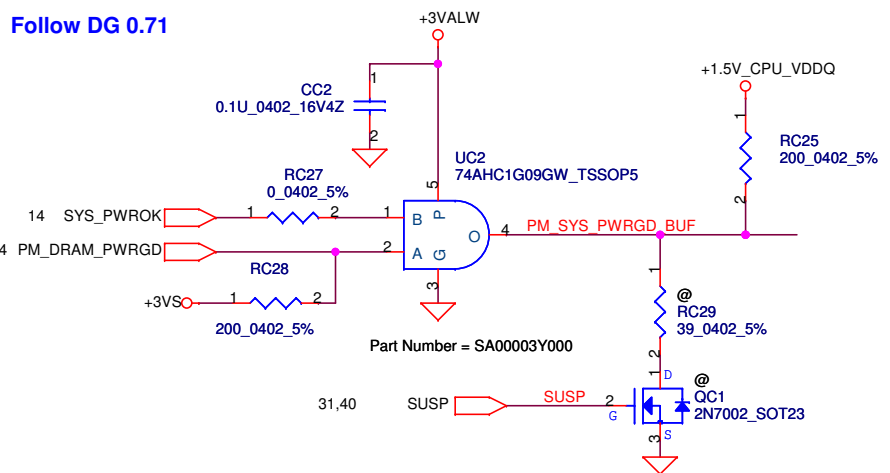 Follow DG 0.71
+3VALW
+1.5V_CPU_VDDQ
1
CC2
0.1U_0402_16V4Z
2
1
RC25
200_0402_5%
2
UC2
74AHC1G09GW_TSSOP5
RC27
0_0402_5%
5
14 SYS_PWROK
1
2
1
B
P
O
4
PM_SYS_PWRGD_BUF
4 PM_DRAM_PWRGD
2
A
G
RC28
3
+3VS
1
2
200_0402_5%
1
@
RC29
39_0402_5%
2
Part Number = SA00003Y000
1
D
@
QC1
2N7002_SOT23
31,40
SUSP
SUSP
2
G
3
S